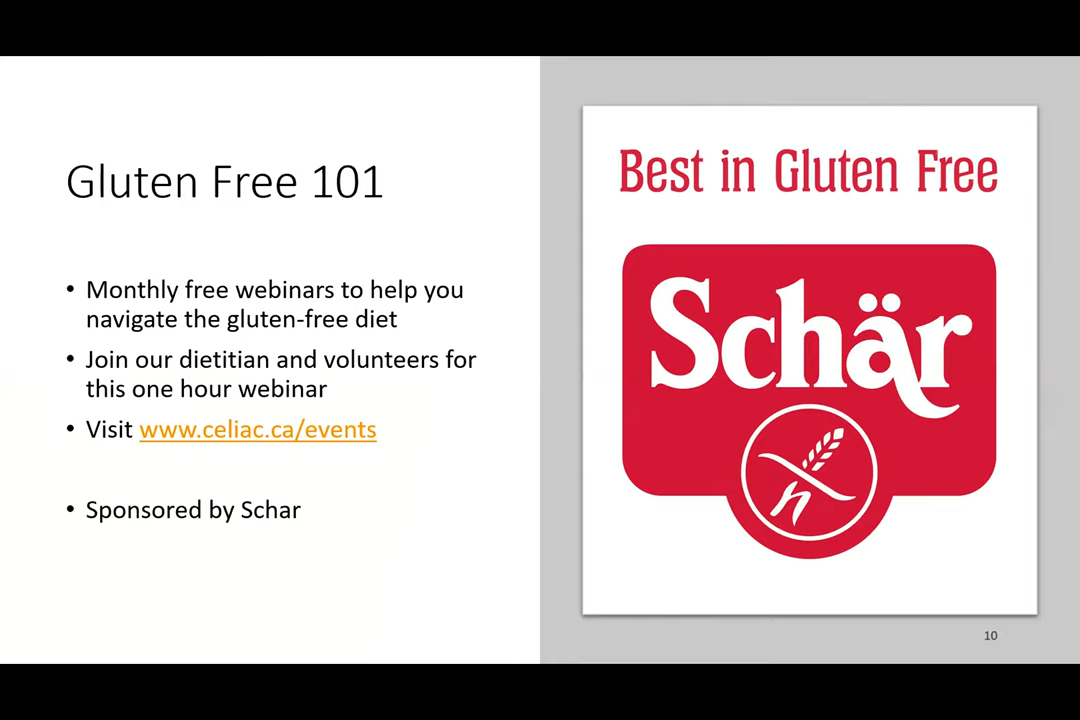 Gluten Free 101
• Monthly free webinars to help you
navigate the gluten-free diet
• Join our dietitian and volunteers for
this one hour webinar
• Visit www.celiac.ca/events
• Sponsored by Schar
Best in Gluten Free
Schär
10